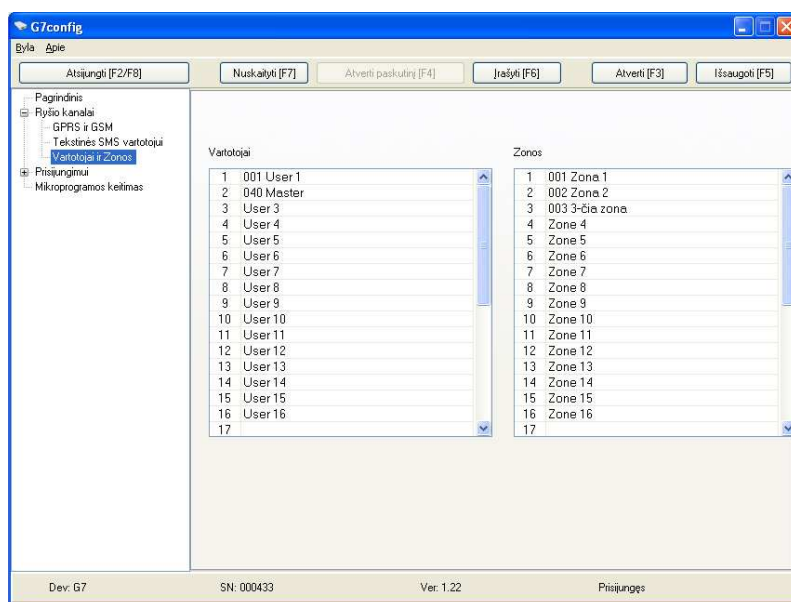 G7config
Byla Apie
Atsijungti [F2/F8] Nuskaityti [F7] Atverti paskutinį [F4] Įrašyti [F6] Atverti [F3] Išsaugoti [F5]
Pagrindinis
Ryšio kanalai
GPRS ir GSM
Tekstinės SMS vartotojui
Vartotojai ir Zonos
Prisijungimui
Mikroprogramos keitimas
Vartotojai
1 001 User 1
2 040 Master
3 User 3
4 User 4
5 User 5
6 User 6
7 User 7
8 User 8
9 User 9
10 User 10
11 User 11
12 User 12
13 User 13
14 User 14
15 User 15
16 User 16
17
Zonos
1 001 Zona 1
2 002 Zona 2
3 003 3-čia zona
4 Zone 4
5 Zone 5
6 Zone 6
7 Zone 7
8 Zone 8
9 Zone 9
10 Zone 10
11 Zone 11
12 Zone 12
13 Zone 13
14 Zone 14
15 Zone 15
16 Zone 16
17
Dev: G7 SN: 000433 Ver: 1.22 Prisijungęs